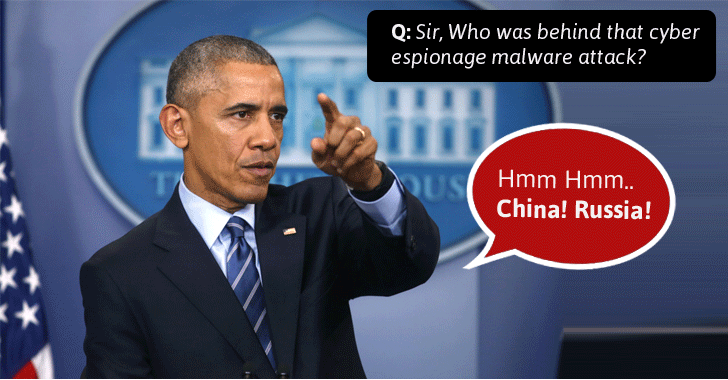 Q: Sir, Who was behind that cyber
espionage malware attack?
Hmm Hmm..
China! Russia!